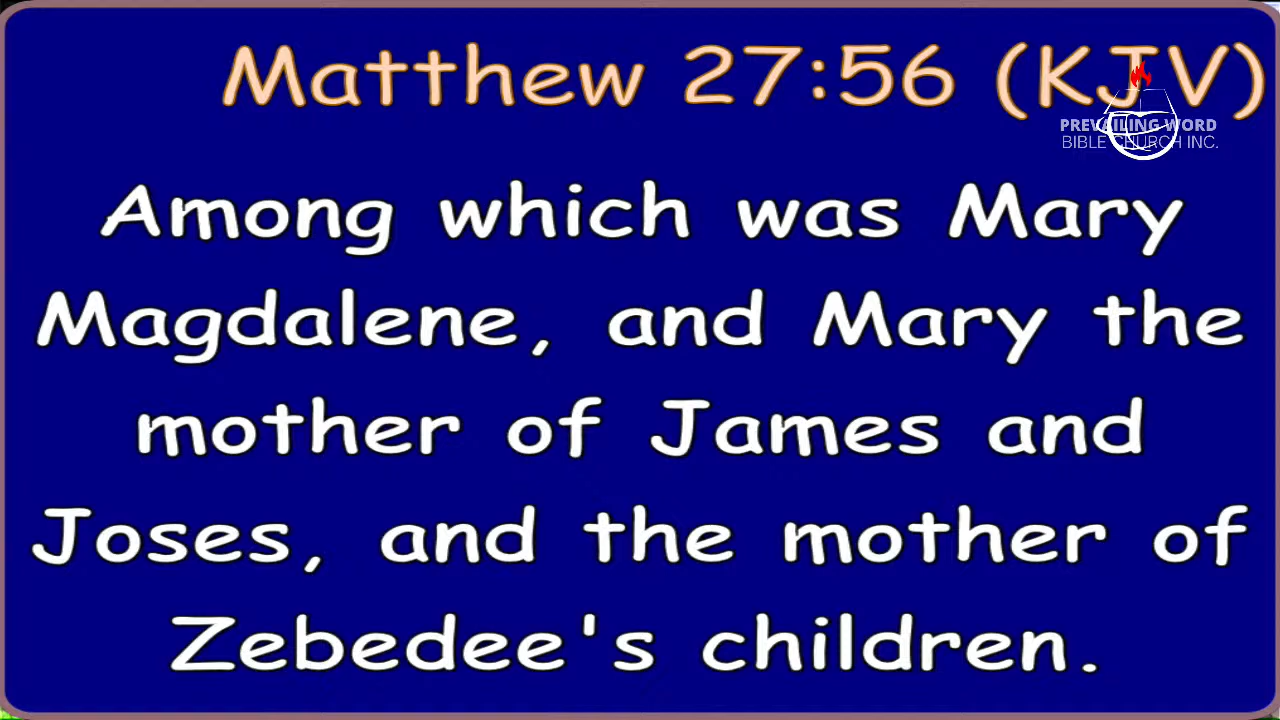 Matthew 27:56 (KJV)
PREVAILING WORD
BIBLE CHURCH INC.
Among which was Mary
Magdalene, and Mary the
mother of James and
Joses, and the mother of
Zebedee's children.